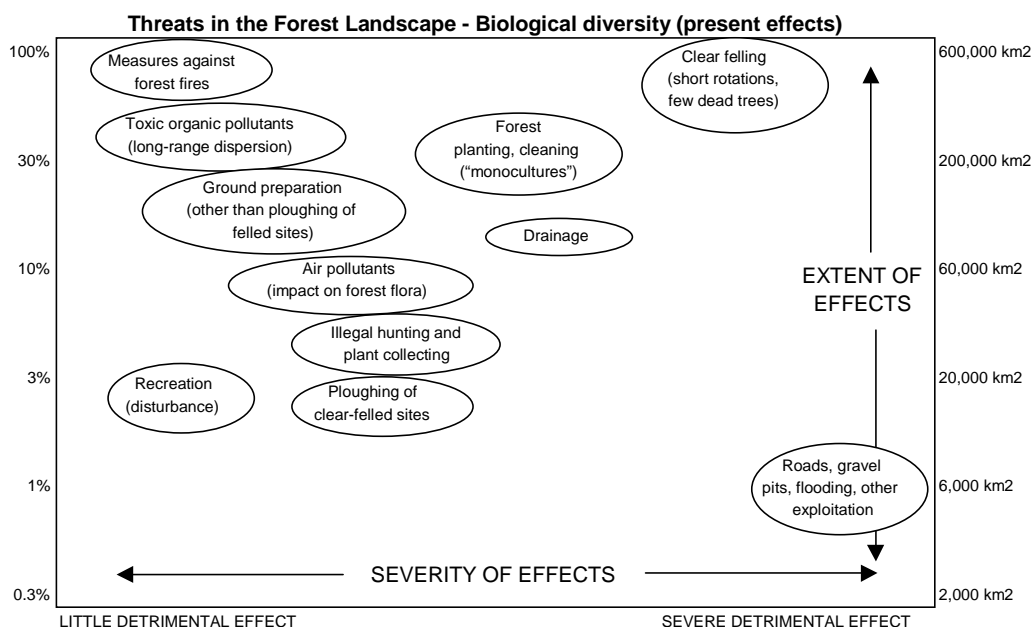 Threats in the Forest Landscape - Biological diversity (present effects)
100%
30%
10%
3%
1%
0.3%
Measures against
forest fires
Toxic organic pollutants
(long-range dispersion)
Ground preparation
(other than ploughing of
felled sites)
Air pollutants
(impact on forest flora)
Illegal hunting and
plant collecting
Recreation
(disturbance)
Ploughing of
clear-felled sites
Forest
planting, cleaning
(“monocultures”)
Drainage
Clear felling
(short rotations,
few dead trees)
EXTENT OF
EFFECTS
Roads, gravel
pits, flooding, other
exploitation
SEVERITY OF EFFECTS
600,000 km2
200,000 km2
60,000 km2
20,000 km2
6,000 km2
2,000 km2
LITTLE DETRIMENTAL EFFECT
SEVERE DETRIMENTAL EFFECT